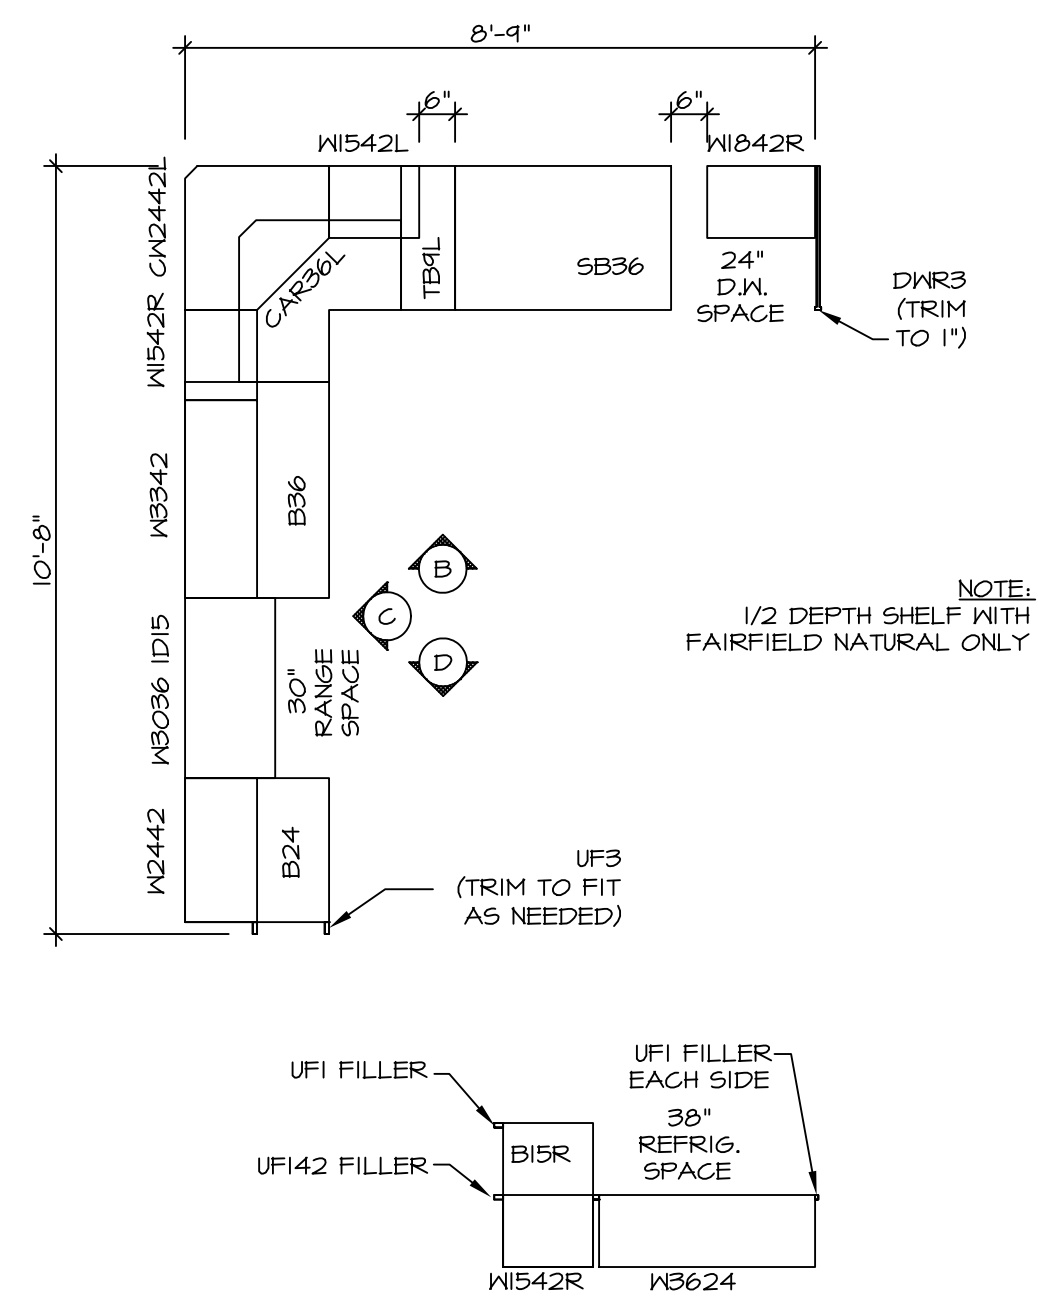 8'-9"
6"
6"
W1542L
W1842R
CW2442L
W1542R
CAR36L
TB9L
SB36
24"
D.W.
SPACE
DWR3
(TRIM
TO 1")
10'-8"
W3342
B36
B
C
D
NOTE:
1/2 DEPTH SHELF WITH
FAIRFIELD NATURAL ONLY
W3036 1D15
30"
RANGE
SPACE
W2442
B24
UF3
(TRIM TO FIT
AS NEEDED)
UF1 FILLER
UF1 FILLER
EACH SIDE
38"
REFRIG.
SPACE
B15R
UF142 FILLER
W1542R
W3624